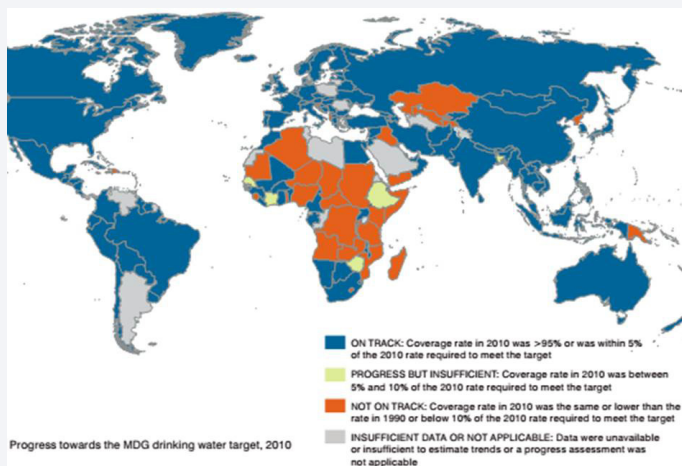 ON TRACK: Coverage rate in 2010 was >95% or was within 5%
of the 2010 rate required to meet the target
PROGRESS BUT INSUFFICIENT: Coverage rate in 2010 was between
5% and 10% of the 2010 rate required to meet the target
NOT ON TRACK: Coverage rate in 2010 was the same or lower than the
rate in 1990 or below 10% of the 2010 rate required to meet the target
INSUFFICIENT DATA OR NOT APPLICABLE: Data were unavailable
or insufficient to estimate trends or a progress assessment was
not applicable
Progress towards the MDG drinking water target, 2010